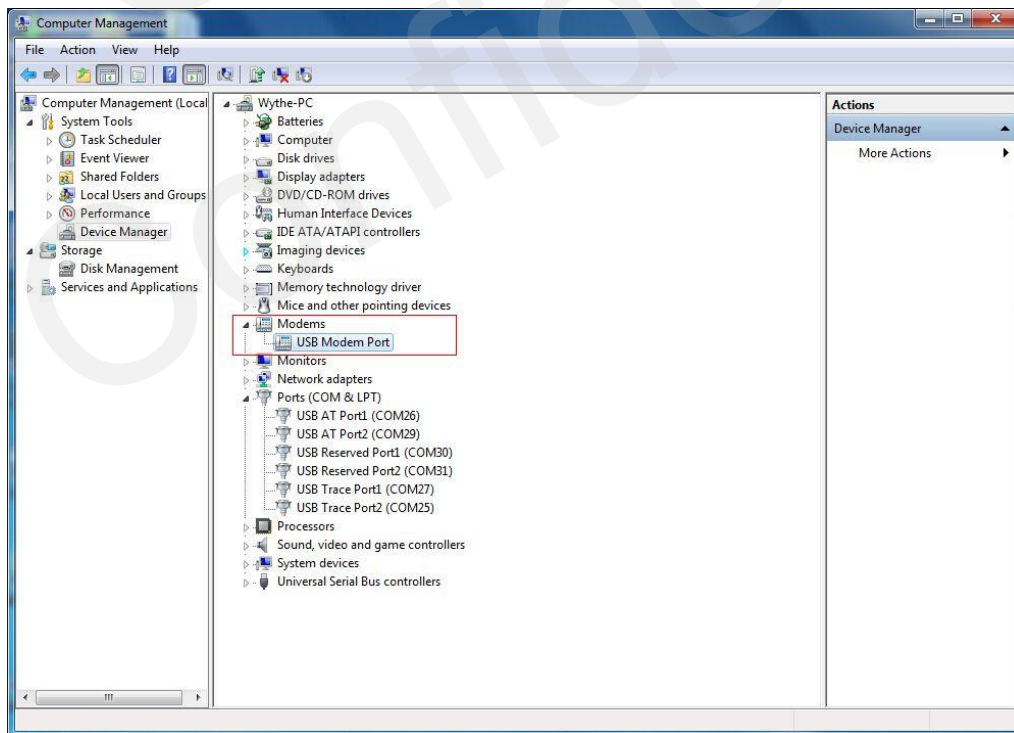 Computer Management
File Action View Help
Computer Management (Local
System Tools
Task Scheduler
Event Viewer
Shared Folders
Local Users and Groups
Performance
Device Manager
Storage
Disk Management
Services and Applications
Wythe-PC
Batteries
Computer
Disk drives
Display adapters
DVD/CD-ROM drives
Human Interface Devices
IDE ATA/ATAPI controllers
Imaging devices
Keyboards
Memory technology driver
Mice and other pointing devices
Modems
USB Modem Port
Monitors
Network adapters
Ports (COM & LPT)
USB AT Port1 (COM26)
USB AT Port2 (COM29)
USB Reserved Port1 (COM30)
USB Reserved Port2 (COM31)
USB Trace Port1 (COM27)
USB Trace Port2 (COM25)
Processors
Sound, video and game controllers
System devices
Universal Serial Bus controllers
Actions
Device Manager
More Actions
Confide